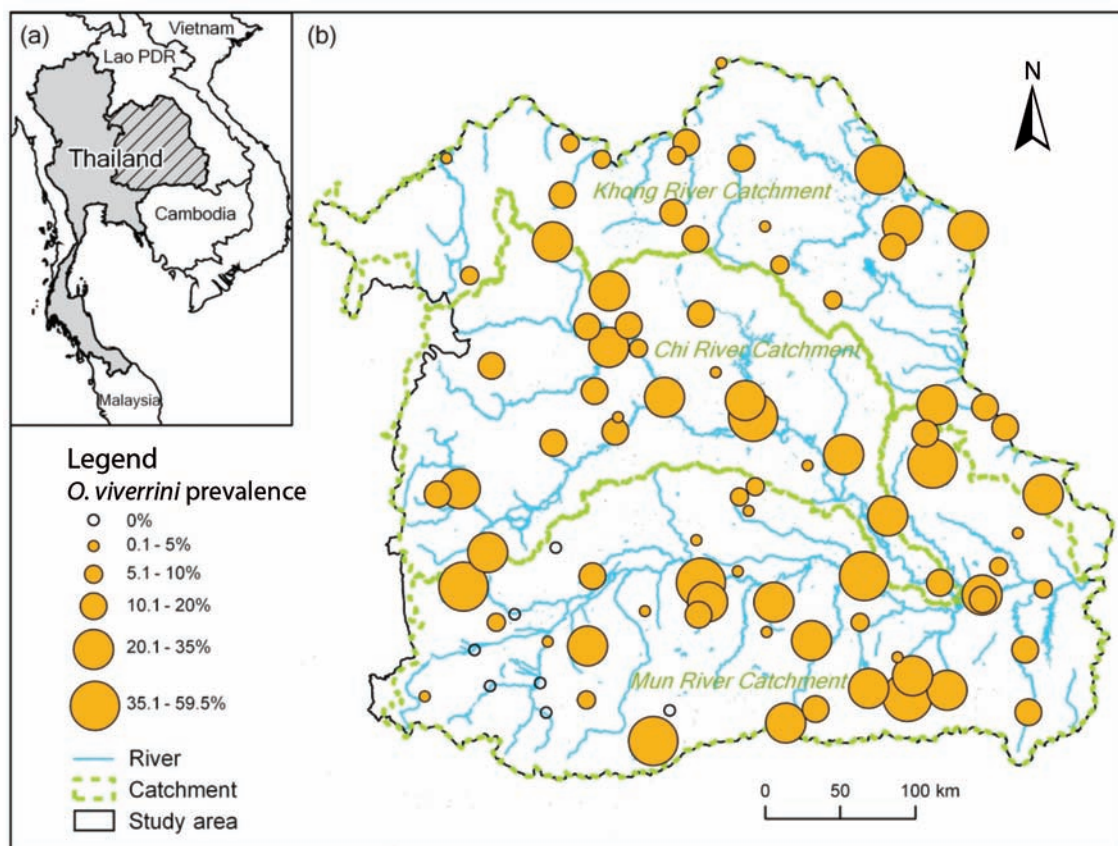 (a)
Vietnam
Lao PDR
Thailand
Cambodia
Malaysia
(b)
N
Khong River Catchment
Chi River Catchment
Mun River Catchment
0 50 100 km
Legend
O. viverrini prevalence
0%
0.1 - 5%
5.1 - 10%
10.1 - 20%
20.1 - 35%
35.1 - 59.5%
River
Catchment
Study area